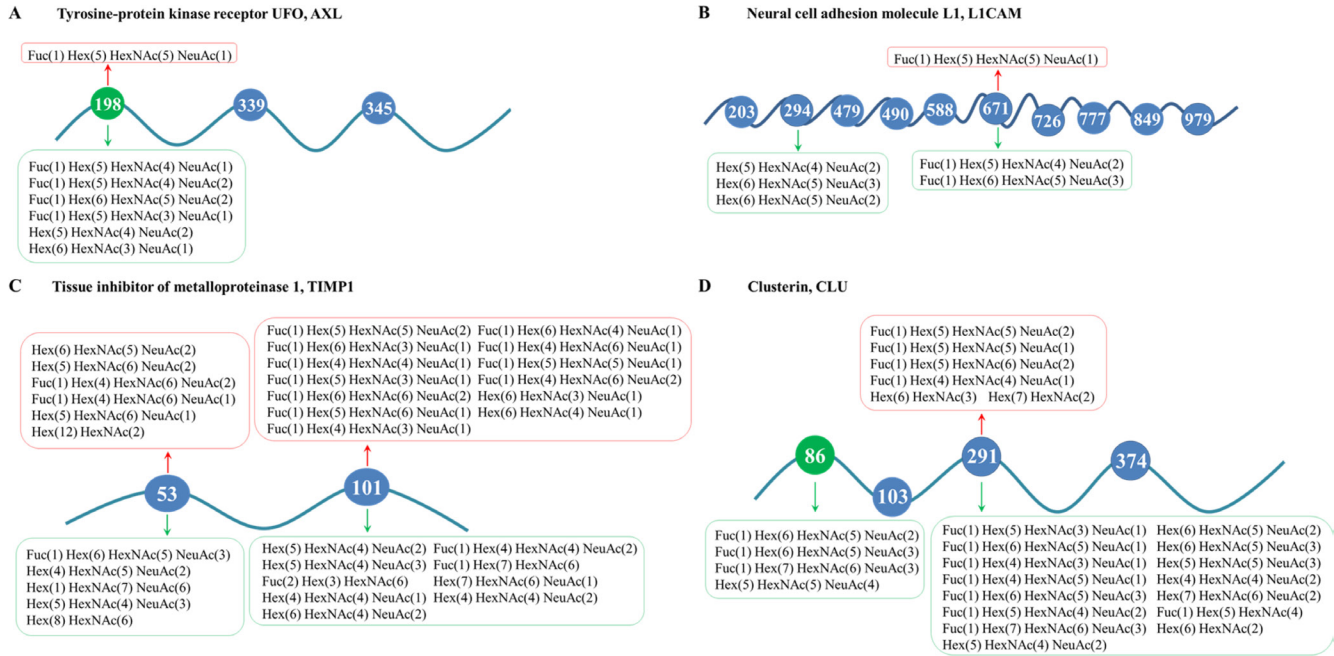 A Tyrosine-protein kinase receptor UFO, AXL
Fuc(1) Hex(5) HexNAc(5) NeuAc(1)
198 339 345
Fuc(1) Hex(5) HexNAc(4) NeuAc(1)
Fuc(1) Hex(5) HexNAc(4) NeuAc(2)
Fuc(1) Hex(6) HexNAc(5) NeuAc(2)
Fuc(1) Hex(5) HexNAc(3) NeuAc(1)
Hex(5) HexNAc(4) NeuAc(2)
Hex(6) HexNAc(3) NeuAc(1)
B Neural cell adhesion molecule L1, L1CAM
Fuc(1) Hex(5) HexNAc(5) NeuAc(1)
203 294 479 490 588 671 726 777 849 979
Hex(5) HexNAc(4) NeuAc(2)
Hex(6) HexNAc(5) NeuAc(3)
Hex(6) HexNAc(5) NeuAc(2)
Fuc(1) Hex(5) HexNAc(4) NeuAc(2)
Fuc(1) Hex(6) HexNAc(5) NeuAc(3)
C Tissue inhibitor of metalloproteinase 1, TIMP1
Hex(6) HexNAc(5) NeuAc(2)
Hex(5) HexNAc(6) NeuAc(2)
Fuc(1) Hex(4) HexNAc(6) NeuAc(2)
Fuc(1) Hex(4) HexNAc(6) NeuAc(1)
Hex(5) HexNAc(6) NeuAc(1)
Hex(12) HexNAc(2)
Fuc(1) Hex(5) HexNAc(5) NeuAc(2) Fuc(1) Hex(6) HexNAc(4) NeuAc(1)
Fuc(1) Hex(6) HexNAc(3) NeuAc(1) Fuc(1) Hex(4) HexNAc(6) NeuAc(1)
Fuc(1) Hex(4) HexNAc(4) NeuAc(1) Fuc(1) Hex(5) HexNAc(5) NeuAc(1)
Fuc(1) Hex(5) HexNAc(3) NeuAc(1) Fuc(1) Hex(4) HexNAc(6) NeuAc(2)
Fuc(1) Hex(6) HexNAc(6) NeuAc(2) Hex(6) HexNAc(3) NeuAc(1)
Fuc(1) Hex(5) HexNAc(6) NeuAc(1) Hex(6) HexNAc(4) NeuAc(1)
Fuc(1) Hex(4) HexNAc(3) NeuAc(1)
53 101
Fuc(1) Hex(6) HexNAc(5) NeuAc(3)
Hex(4) HexNAc(5) NeuAc(2)
Hex(1) HexNAc(7) NeuAc(6)
Hex(5) HexNAc(4) NeuAc(3)
Hex(8) HexNAc(6)
Hex(5) HexNAc(4) NeuAc(2) Fuc(1) Hex(4) HexNAc(4) NeuAc(2)
Hex(5) HexNAc(4) NeuAc(3) Fuc(1) Hex(7) HexNAc(6)
Fuc(2) Hex(3) HexNAc(6) Hex(7) HexNAc(6) NeuAc(1)
Hex(4) HexNAc(4) NeuAc(1) Hex(4) HexNAc(4) NeuAc(2)
Hex(6) HexNAc(4) NeuAc(2)
D Clusterin, CLU
Fuc(1) Hex(5) HexNAc(5) NeuAc(2)
Fuc(1) Hex(5) HexNAc(5) NeuAc(1)
Fuc(1) Hex(5) HexNAc(6) NeuAc(2)
Fuc(1) Hex(4) HexNAc(4) NeuAc(1)
Hex(6) HexNAc(3) Hex(7) HexNAc(2)
86 103 291 374
Fuc(1) Hex(6) HexNAc(5) NeuAc(2)
Fuc(1) Hex(6) HexNAc(5) NeuAc(3)
Fuc(1) Hex(7) HexNAc(6) NeuAc(3)
Hex(5) HexNAc(5) NeuAc(4)
Fuc(1) Hex(5) HexNAc(3) NeuAc(1) Hex(6) HexNAc(5) NeuAc(2)
Fuc(1) Hex(6) HexNAc(5) NeuAc(1) Hex(6) HexNAc(5) NeuAc(3)
Fuc(1) Hex(4) HexNAc(3) NeuAc(1) Hex(5) HexNAc(5) NeuAc(3)
Fuc(1) Hex(4) HexNAc(5) NeuAc(1) Hex(4) HexNAc(4) NeuAc(2)
Fuc(1) Hex(6) HexNAc(5) NeuAc(3) Hex(7) HexNAc(6) NeuAc(2)
Fuc(1) Hex(5) HexNAc(4) NeuAc(2) Fuc(1) Hex(5) HexNAc(4)
Fuc(1) Hex(7) HexNAc(6) NeuAc(3) Hex(6) HexNAc(2)
Hex(5) HexNAc(4) NeuAc(2)